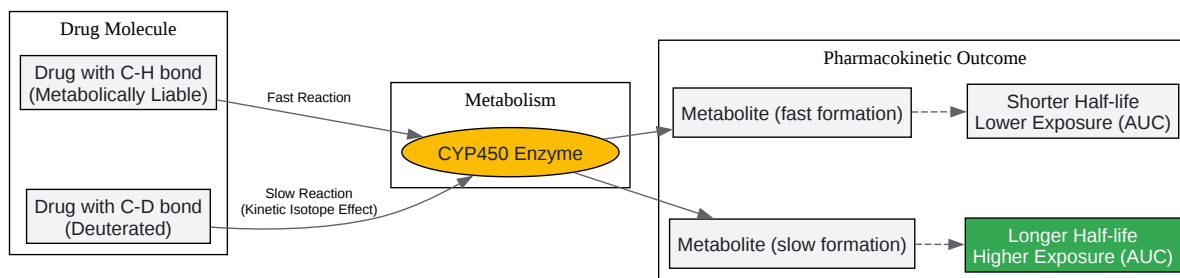 Drug Molecule
Drug with C-H bond
(Metabolically Liable)
Drug with C-D bond
(Deuterated)
Fast Reaction
Slow Reaction
(Kinetic Isotope Effect)
Metabolism
CYP450 Enzyme
Pharmacokinetic Outcome
Metabolite (fast formation)
Shorter Half-life
Lower Exposure (AUC)
Metabolite (slow formation)
Longer Half-life
Higher Exposure (AUC)